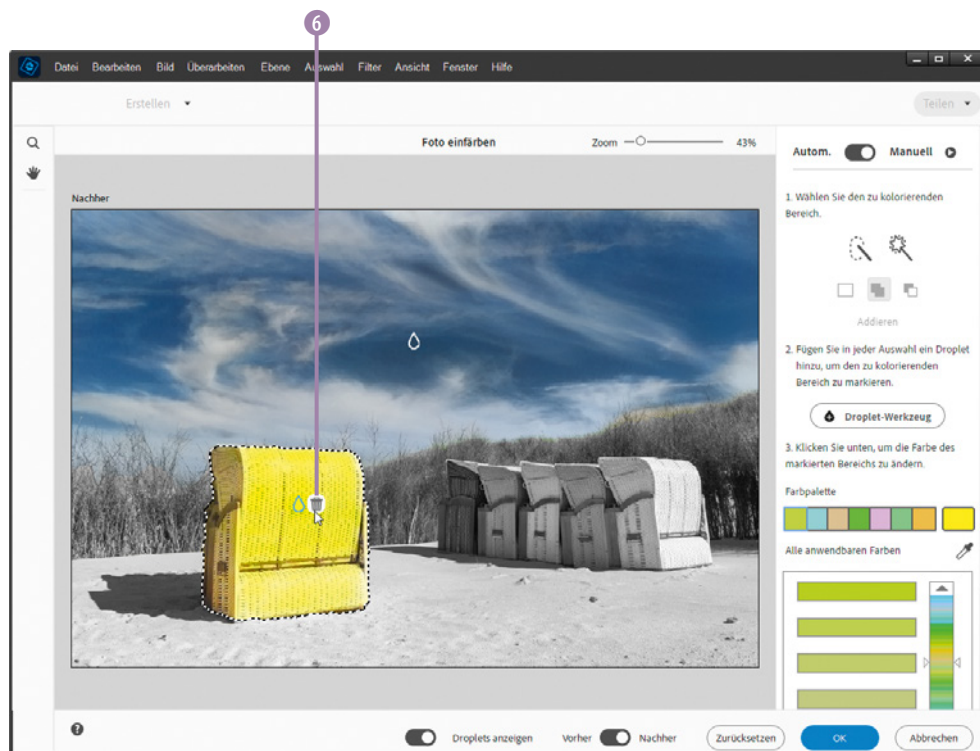 6
Datei Bearbeiten Bild Überarbeiten Ebene Auswahl Filter Ansicht Fenster Hilfe
Erstellen Teilen
Foto einfärben Zoom 43%
Autom. Manuell
Nachher
1. Wählen Sie den zu kolorierenden
Bereich.
Addieren
2. Fügen Sie in jeder Auswahl ein Droplet
hinzu, um den zu kolorierenden
Bereich zu markieren.
Droplet-Werkzeug
3. Klicken Sie unten, um die Farbe des
markierten Bereichs zu ändern.
Farbpalette
Alle anwendbaren Farben
? Droplets anzeigen Vorher Nachher Zurücksetzen OK Abbrechen